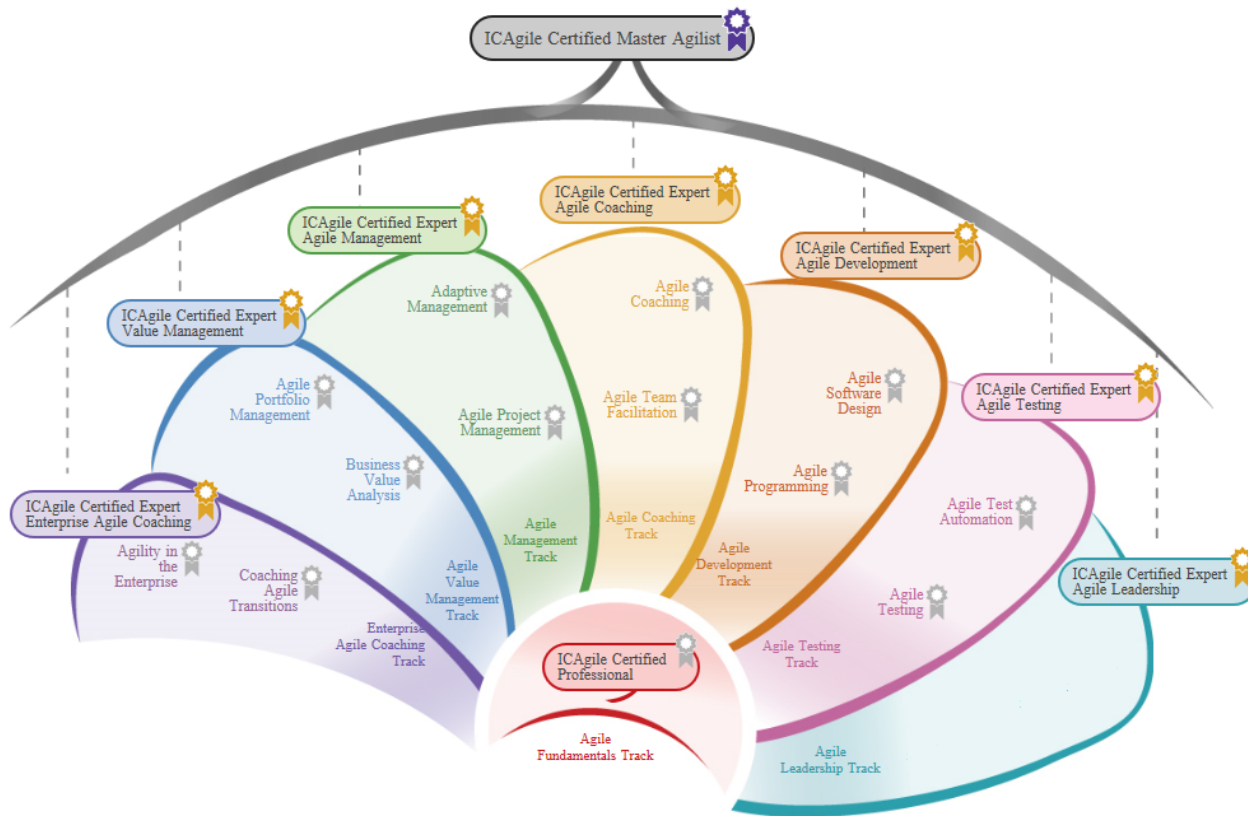 ICAgile Certified Master Agilist
ICAgile Certified Expert
Agile Coaching
ICAgile Certified Expert
Agile Management
ICAgile Certified Expert
Agile Development
ICAgile Certified Expert
Value Management
ICAgile Certified Expert
Agile Testing
ICAgile Certified Expert
Enterprise Agile Coaching
ICAgile Certified Expert
Agile Leadership
Agility in
the
Enterprise
Coaching
Agile
Transitions
Enterprise
Agile Coaching
Track
Agile
Portfolio
Management
Business
Value
Analysis
Agile
Value
Management
Track
Adaptive
Management
Agile Project
Management
Agile
Management
Track
Agile
Coaching
Agile Team
Facilitation
Agile Coaching
Track
Agile
Software
Design
Agile
Programming
Agile
Development
Track
Agile Test
Automation
Agile
Testing
Agile Testing
Track
Agile
Leadership Track
ICAgile Certified
Professional
Agile
Fundamentals Track